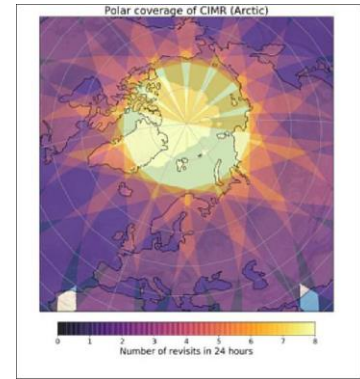 Polar coverage of CIMR (Arctic)
0 1 2 3 4 5 6 7 8
Number of revisits in 24 hours